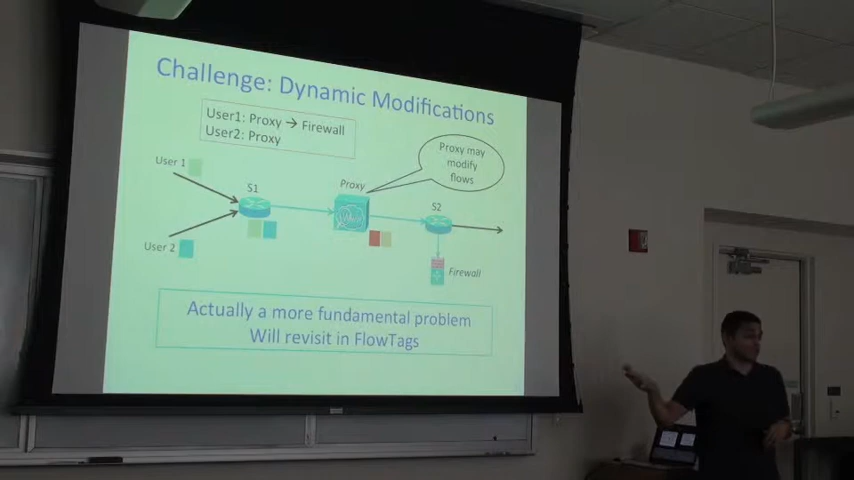 Challenge: Dynamic Modifications
User1: Proxy → Firewall
User2: Proxy
Proxy may
modify
flows
User 1
S1
Proxy
S2
User 2
Firewall
Actually a more fundamental problem
Will revisit in FlowTags